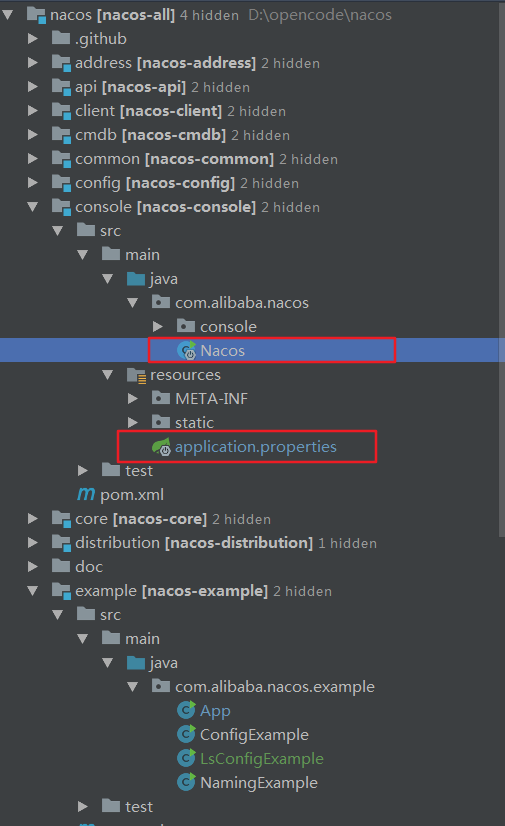 nacos [nacos-all] 4 hidden D:\opencode\nacos
.github
address [nacos-address] 2 hidden
api [nacos-api] 2 hidden
client [nacos-client] 2 hidden
cmdb [nacos-cmdb] 2 hidden
common [nacos-common] 2 hidden
config [nacos-config] 2 hidden
console [nacos-console] 2 hidden
src
main
java
com.alibaba.nacos
console
Nacos
resources
META-INF
static
application.properties
test
pom.xml
core [nacos-core] 2 hidden
distribution [nacos-distribution] 1 hidden
doc
example [nacos-example] 2 hidden
src
main
java
com.alibaba.nacos.example
App
ConfigExample
LsConfigExample
NamingExample
test